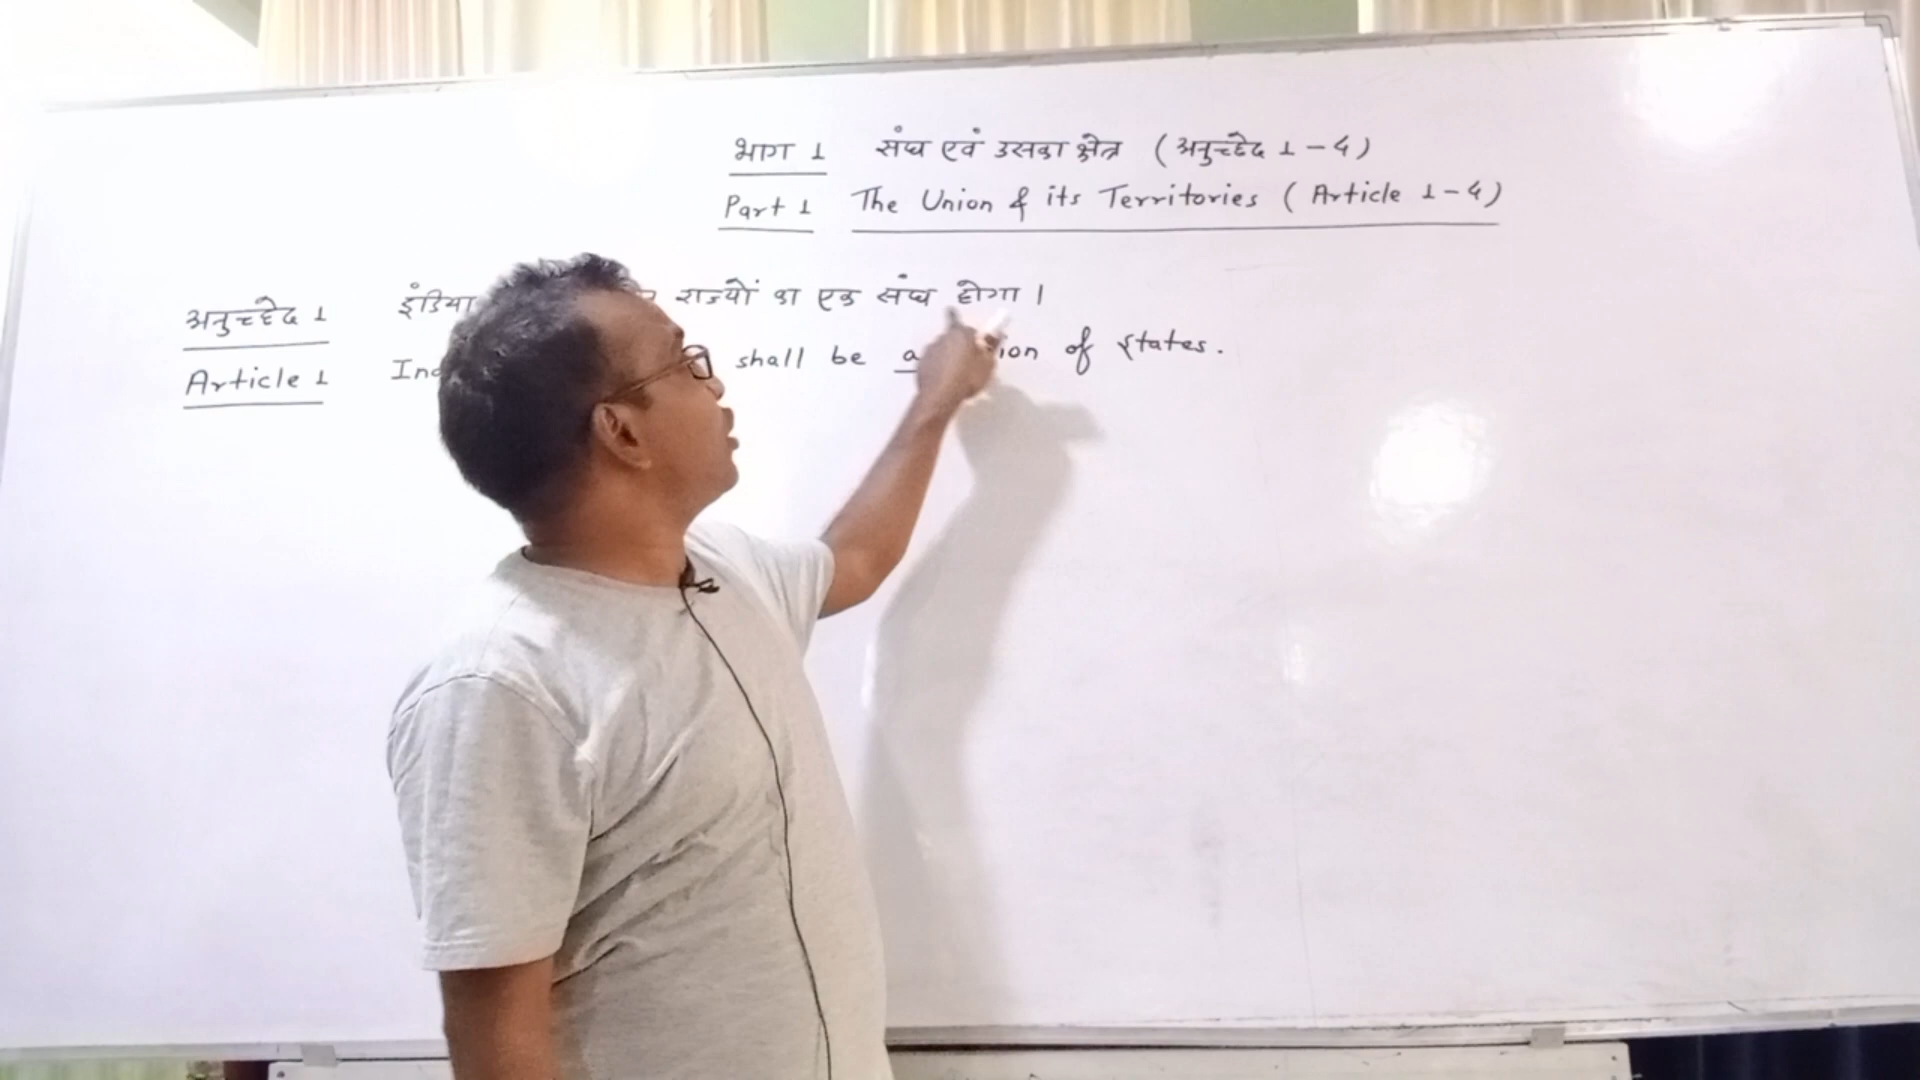 भाग 1 संघ एवं उसका क्षेत्र (अनुच्छेद 1-4)
Part 1 The Union & its Territories (Article 1-4)
अनुच्छेद 1 इंडिया राज्यों का एक संघ होगा।
Article 1 shall be a of States.